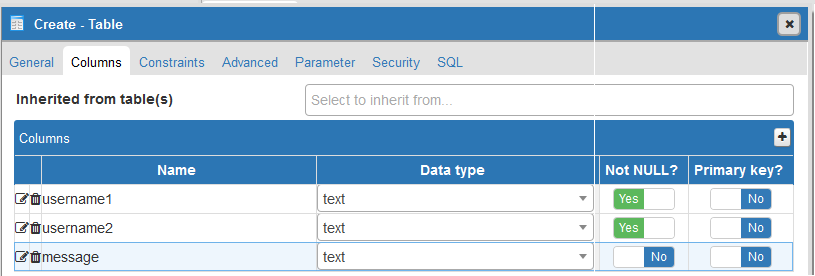 Create - Table
General Columns Constraints Advanced Parameter Security SQL
Inherited from table(s) Select to inherit from...
Columns
Name Data type Not NULL? Primary key?
username1 text Yes No
username2 text Yes No
message text No No